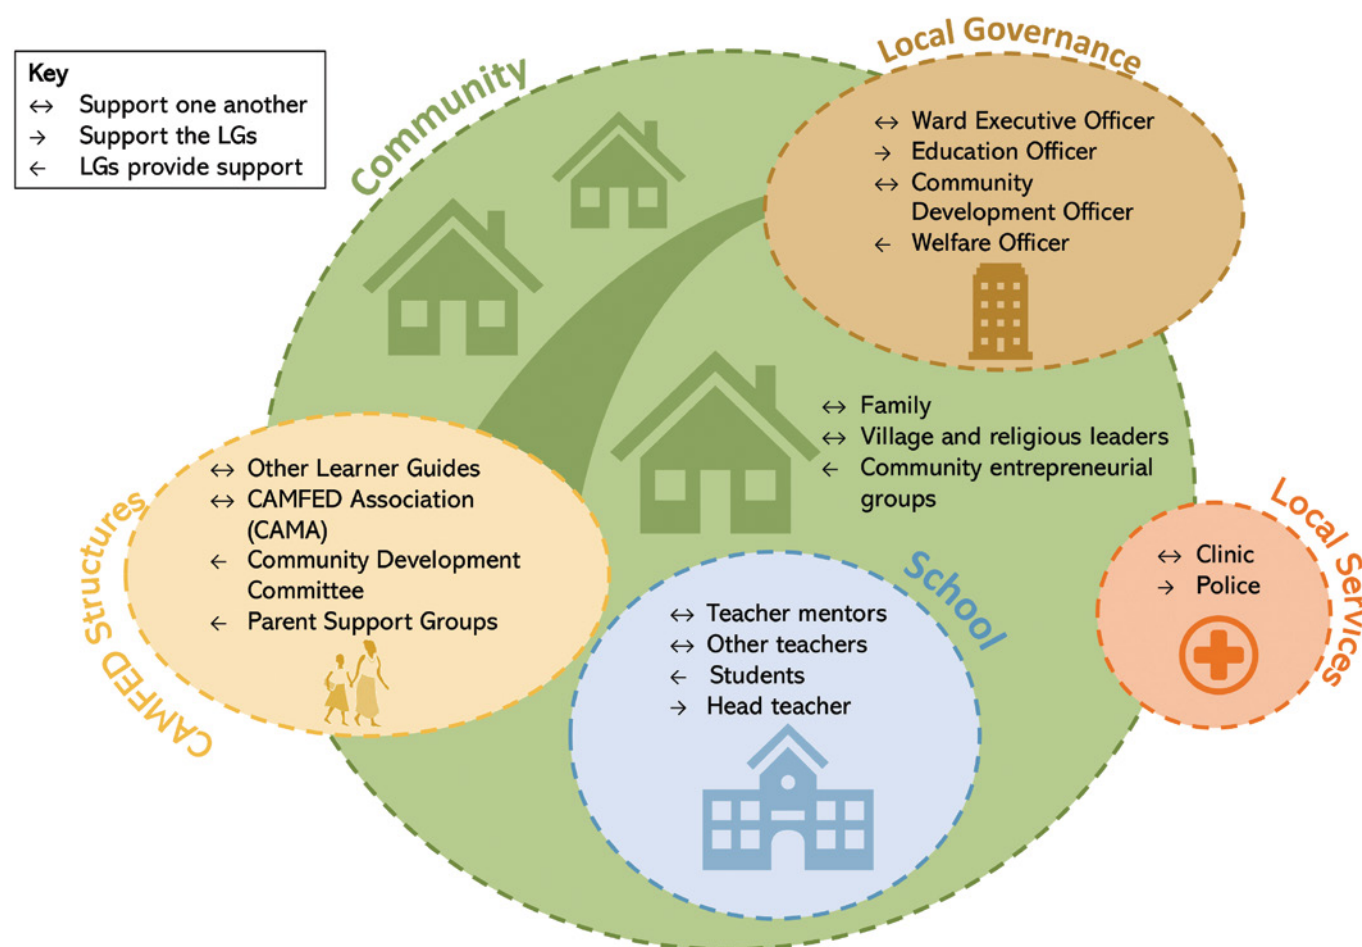 Key
↔ Support one another
→ Support the LGs
← LGs provide support
Community
Local Governance
↔ Ward Executive Officer
→ Education Officer
↔ Community
Development Officer
← Welfare Officer
↔ Family
↔ Village and religious leaders
← Community entrepreneurial
groups
CAMFED Structures
↔ Other Learner Guides
↔ CAMFED Association
(CAMA)
← Community Development
Committee
← Parent Support Groups
School
↔ Teacher mentors
↔ Other teachers
← Students
→ Head teacher
Local Services
↔ Clinic
→ Police